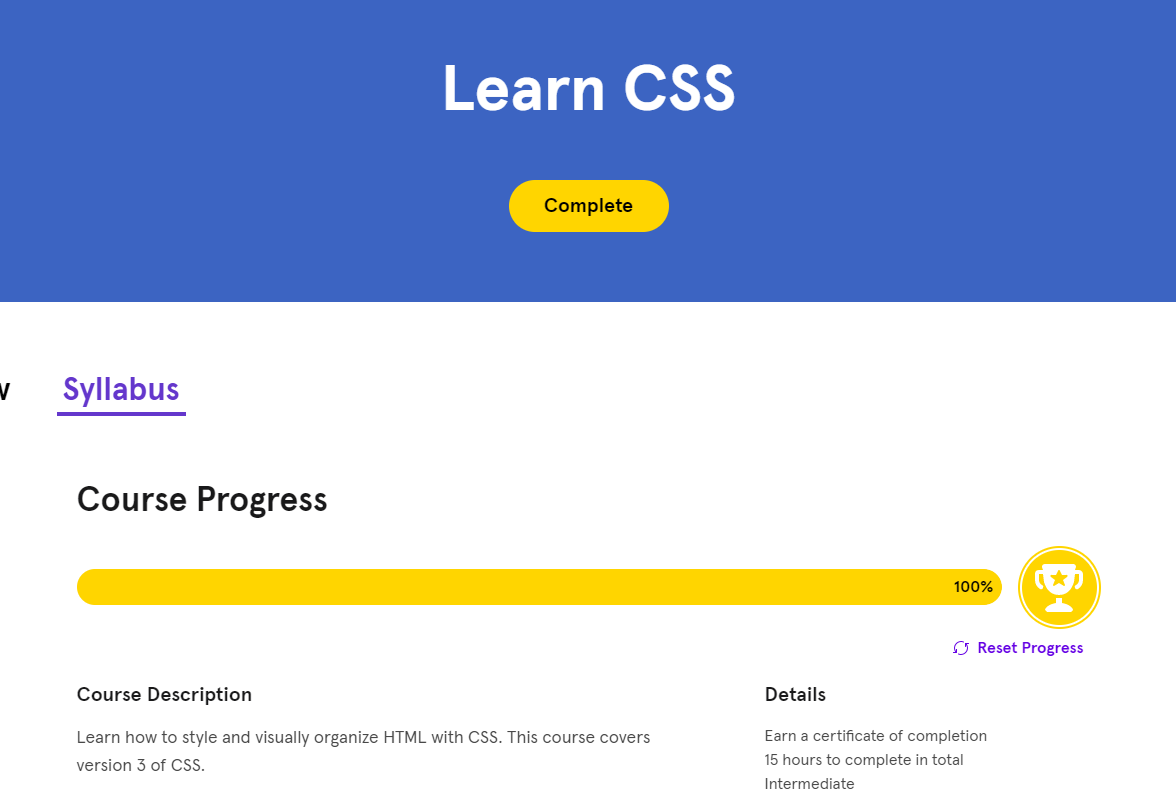 Learn CSS
Complete
Syllabus
Course Progress
100%
Reset Progress
Course Description
Learn how to style and visually organize HTML with CSS. This course covers
version 3 of CSS.
Details
Earn a certificate of completion
15 hours to complete in total
Intermediate